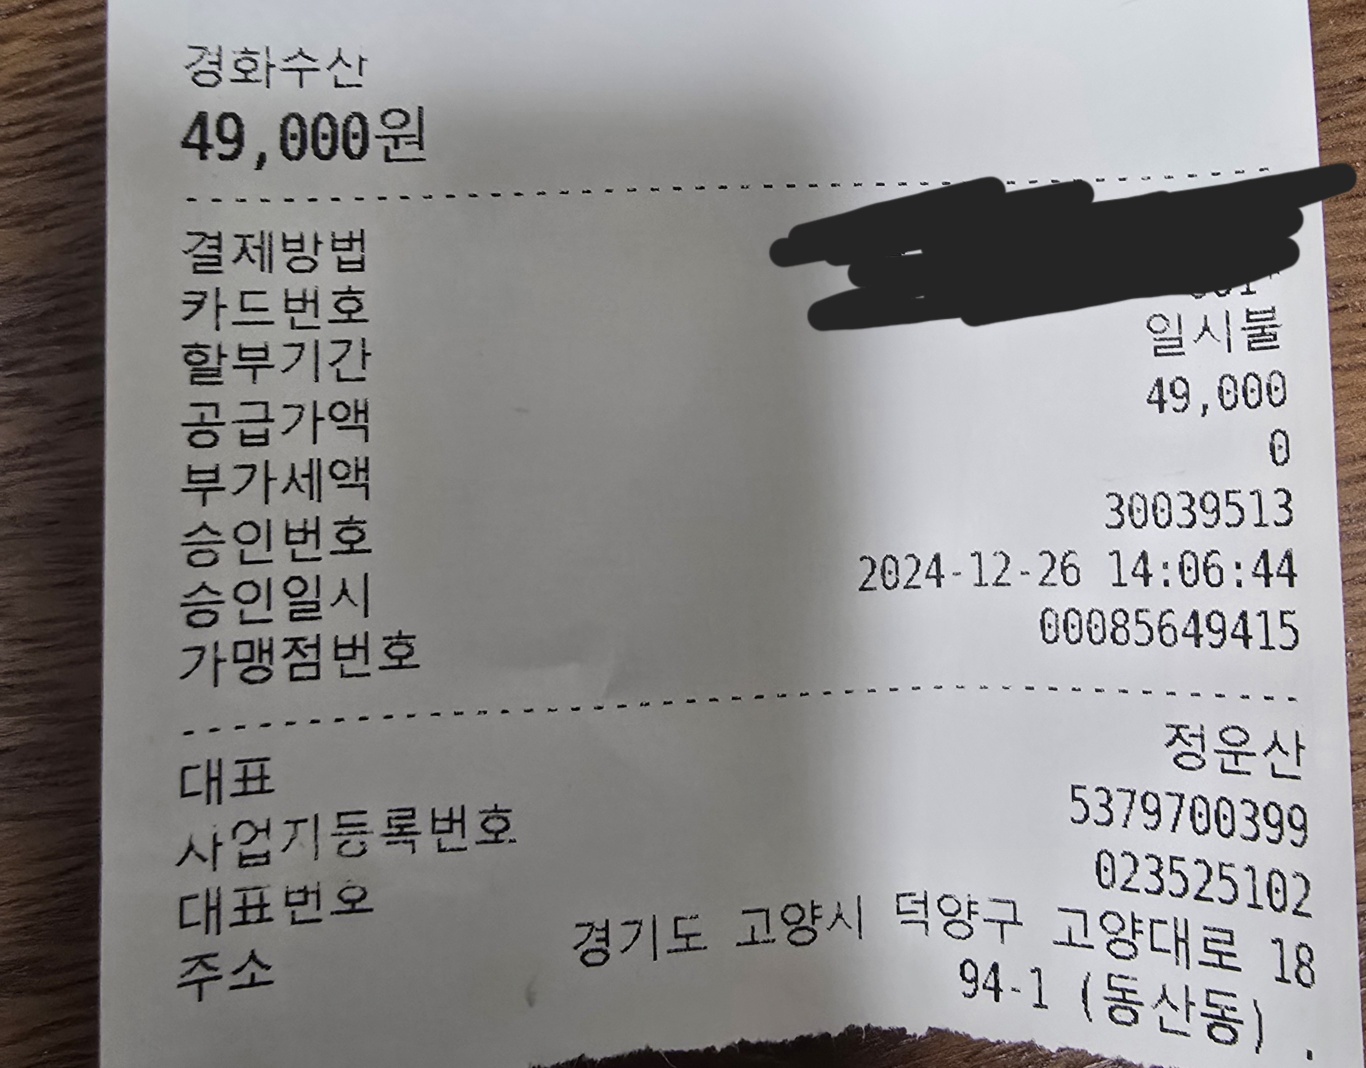 경화수산
49,000원
결제방법
카드번호
할부기간 일시불
공급가액 49,000
부가세액 0
승인번호 30039513
승인일시 2024-12-26 14:06:44
가맹점번호 00085649415
대표 정운산
사업자등록번호 5379700399
대표번호 023525102
주소 경기도 고양시 덕양구 고양대로 18
94-1 (동산동) .